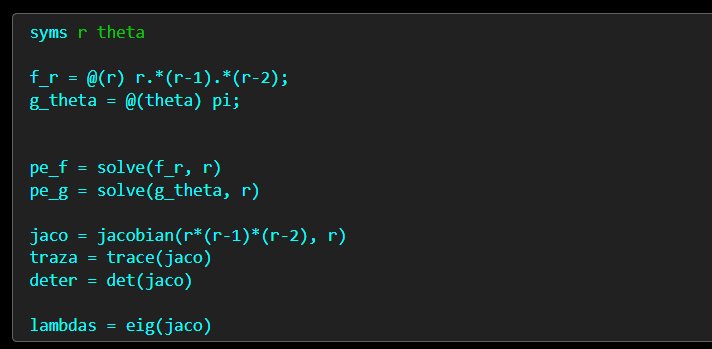 syms r theta
f_r = @(r) r.*(r-1).*(r-2);
g_theta = @(theta) pi;
pe_f = solve(f_r, r)
pe_g = solve(g_theta, r)
jaco = jacobian(r*(r-1)*(r-2), r)
traza = trace(jaco)
deter = det(jaco)
lambdas = eig(jaco)